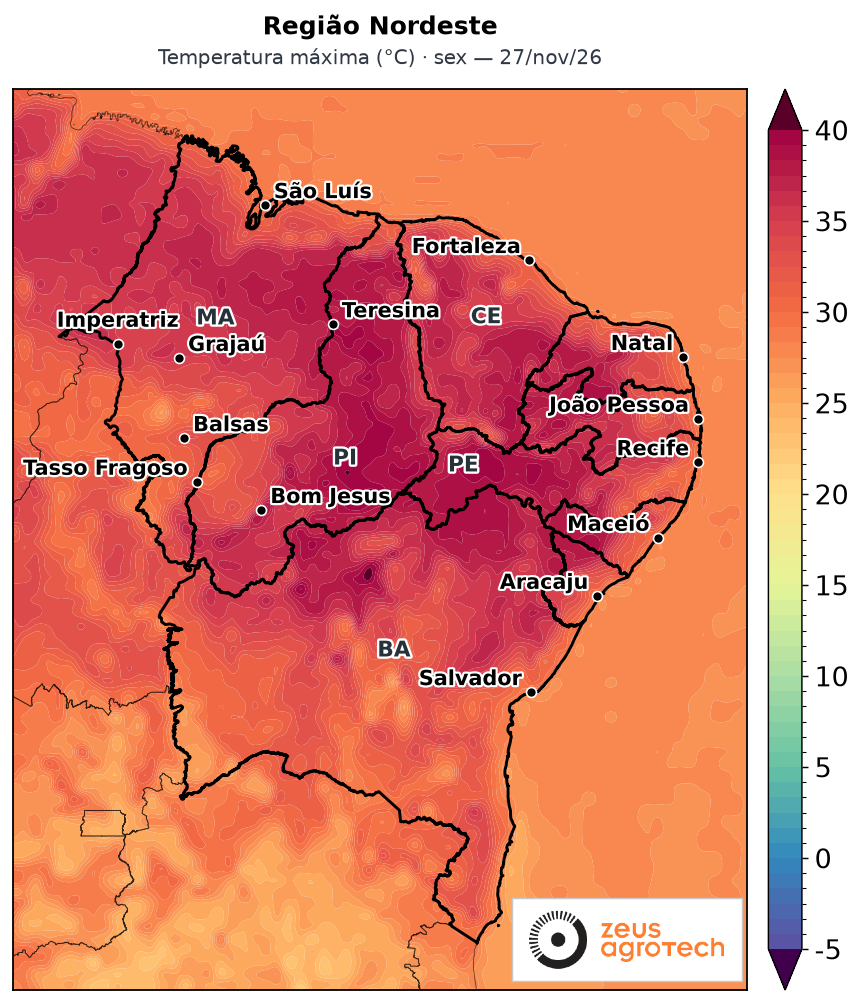 Região Nordeste
Temperatura máxima (°C) · sex — 27/nov/26
São Luís
Fortaleza
Imperatriz
MA
Teresina
CE
Grajaú
Natal
João Pessoa
Balsas
Recife
Tasso Fragoso
PI
PE
Bom Jesus
Maceió
Aracaju
BA
Salvador
40
35
30
25
20
15
10
5
0
-5
zeus
agrotech